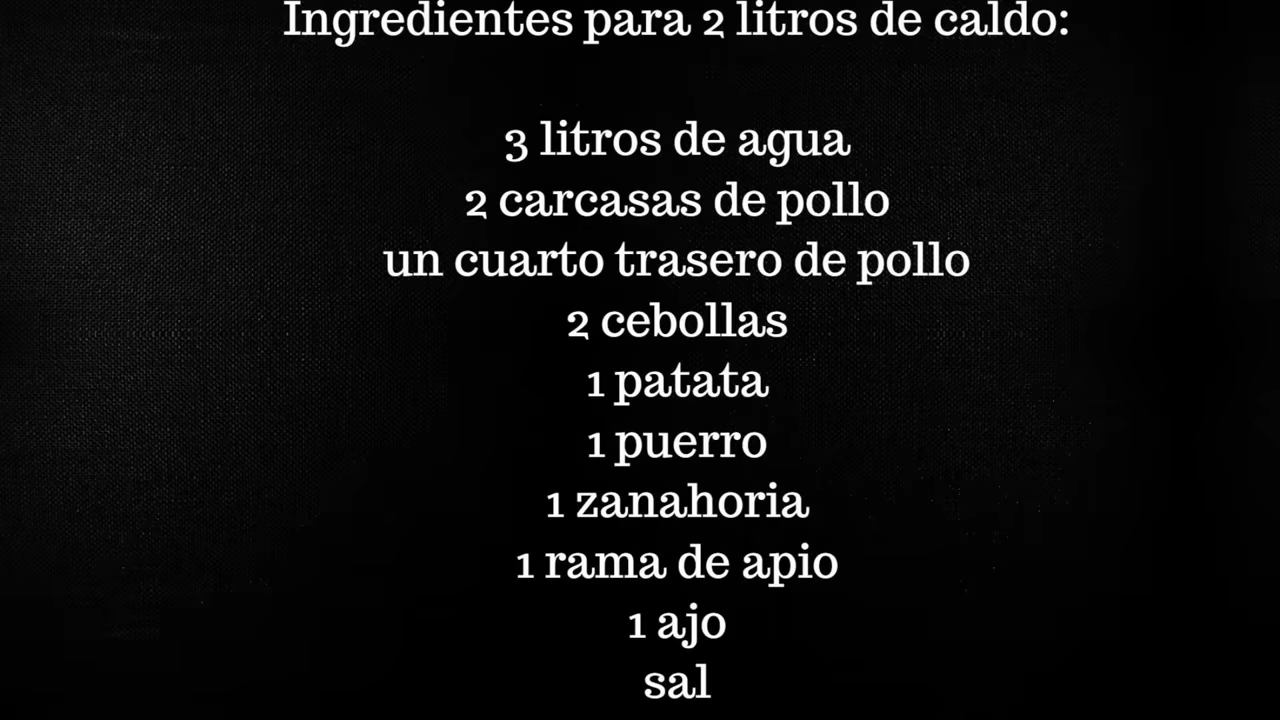 Ingredientes para 2 litros de caldo:
3 litros de agua
2 carcasas de pollo
un cuarto trasero de pollo
2 cebollas
1 patata
1 puerro
1 zanahoria
1 rama de apio
1 ajo
sal